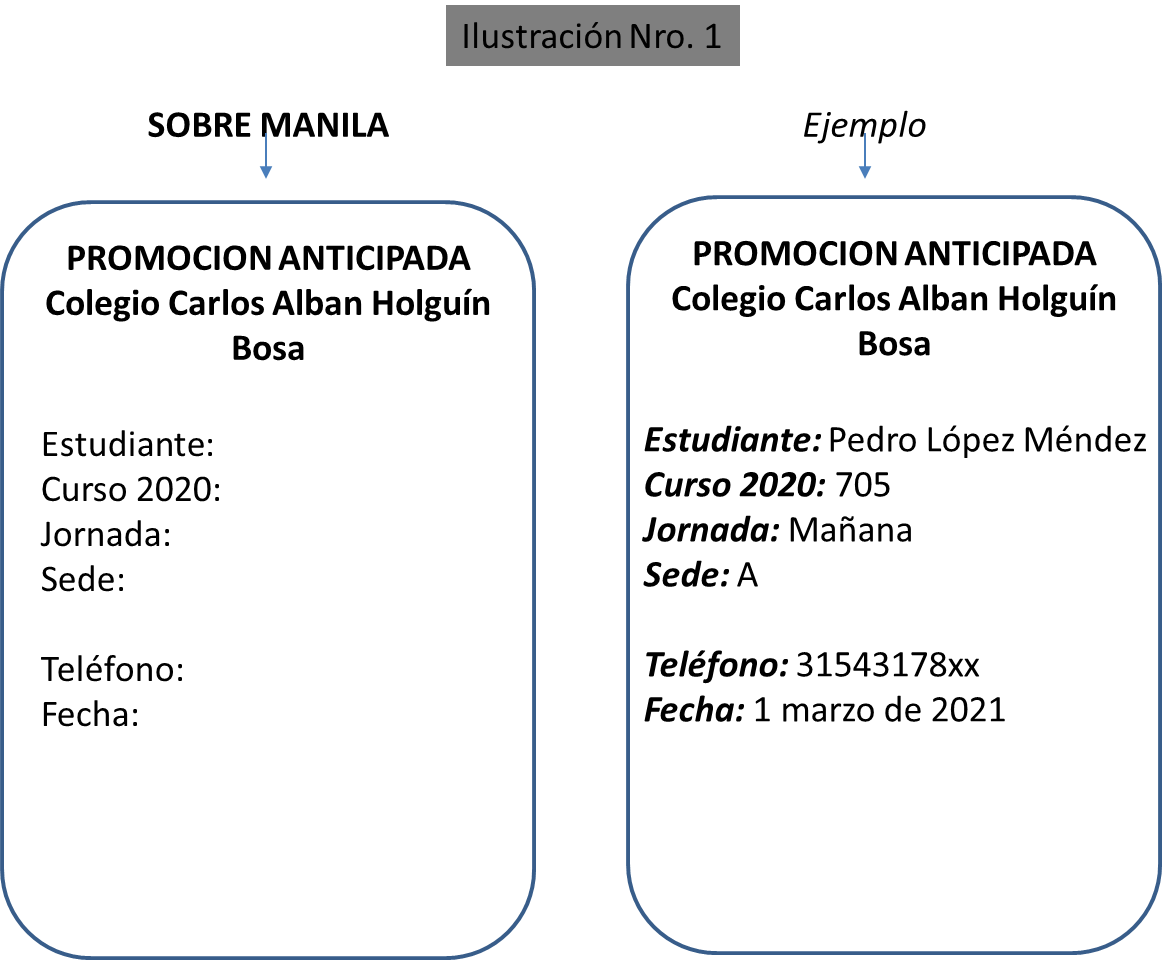 Ilustración Nro. 1
SOBRE MANILA
PROMOCION ANTICIPADA
Colegio Carlos Alban Holguín
Bosa
Estudiante:
Curso 2020:
Jornada:
Sede:
Teléfono:
Fecha:
Ejemplo
PROMOCION ANTICIPADA
Colegio Carlos Alban Holguín
Bosa
Estudiante: Pedro López Méndez
Curso 2020: 705
Jornada: Mañana
Sede: A
Teléfono: 31543178xx
Fecha: 1 marzo de 2021